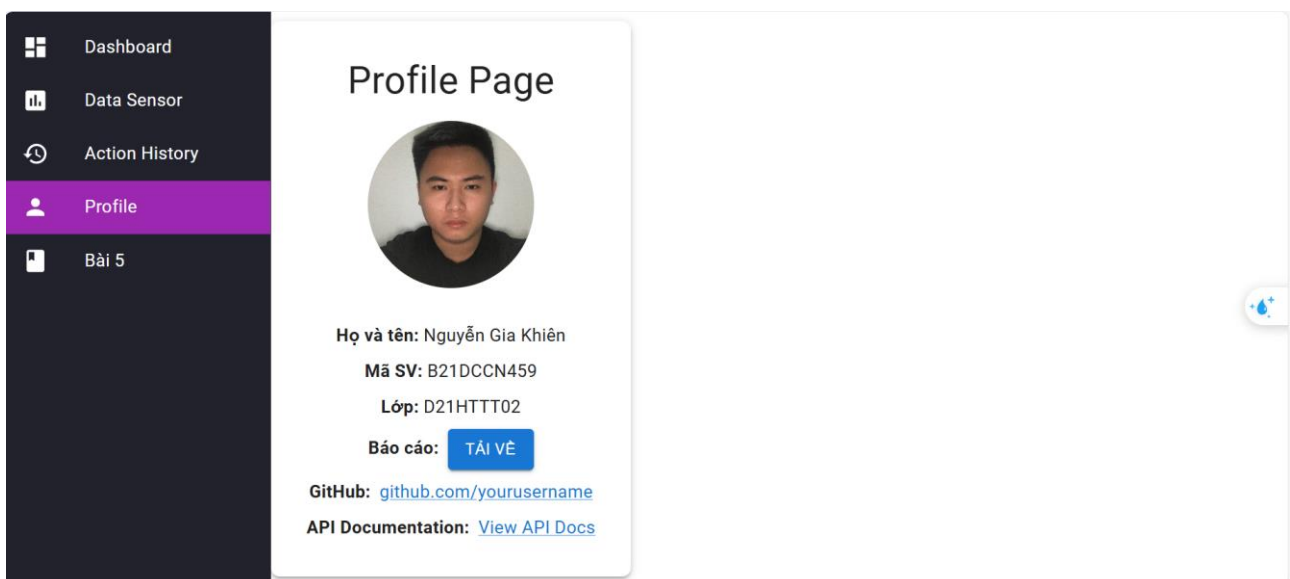 Dashboard
Data Sensor
Action History
Profile
Bài 5
Profile Page
Họ và tên: Nguyễn Gia Khiên
Mã SV: B21DCCN459
Lớp: D21HTTT02
Báo cáo: TẢI VỀ
GitHub: github.com/yourusername
API Documentation: View API Docs